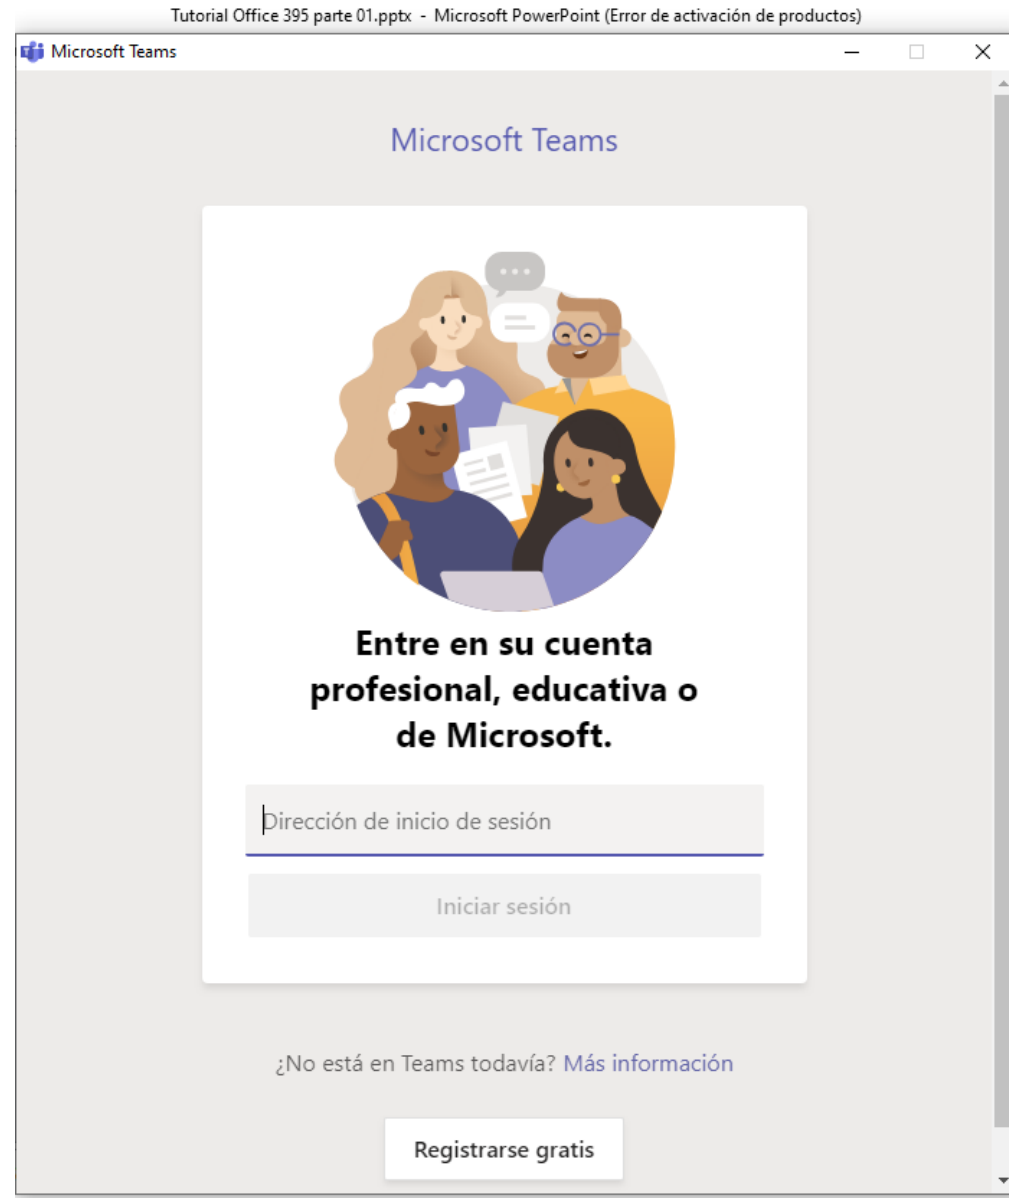 Tutorial Office 395 parte 01.pptx - Microsoft PowerPoint (Error de activación de productos)
Microsoft Teams
Microsoft Teams
Entre en su cuenta
profesional, educativa o
de Microsoft.
Dirección de inicio de sesión
Iniciar sesión
¿No está en Teams todavía? Más información
Registrarse gratis